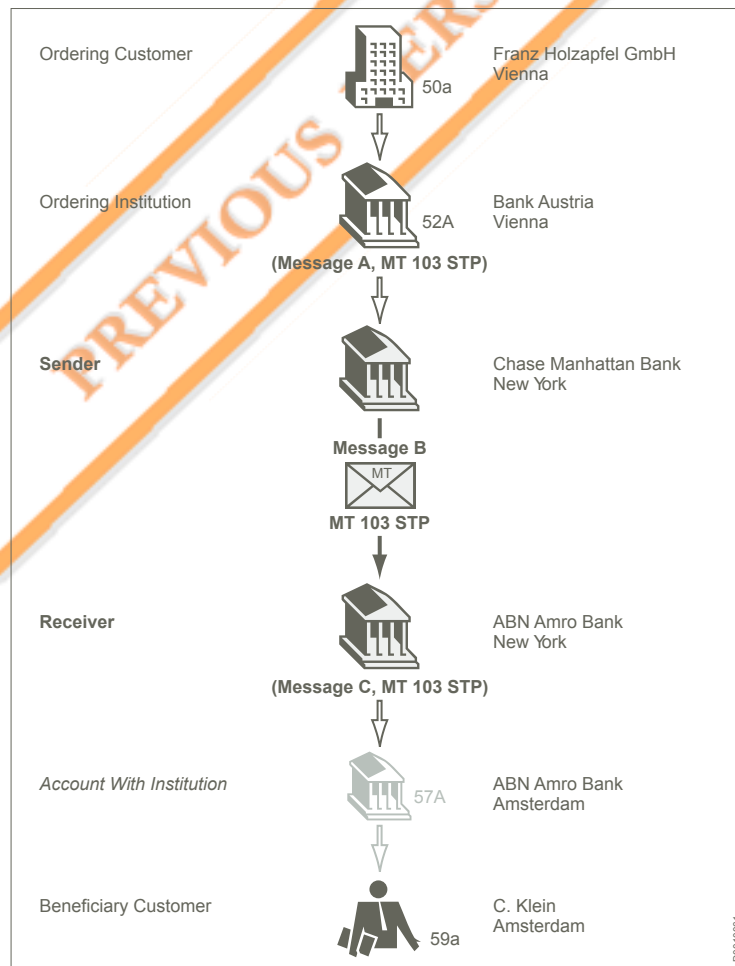 Ordering Customer
50a
Franz Holzapfel GmbH
Vienna
Ordering Institution
52A
Bank Austria
Vienna
(Message A, MT 103 STP)
Sender
Chase Manhattan Bank
New York
Message B
MT
MT 103 STP
Receiver
ABN Amro Bank
New York
(Message C, MT 103 STP)
Account With Institution
57A
ABN Amro Bank
Amsterdam
Beneficiary Customer
59a
C. Klein
Amsterdam
PREVIOUS